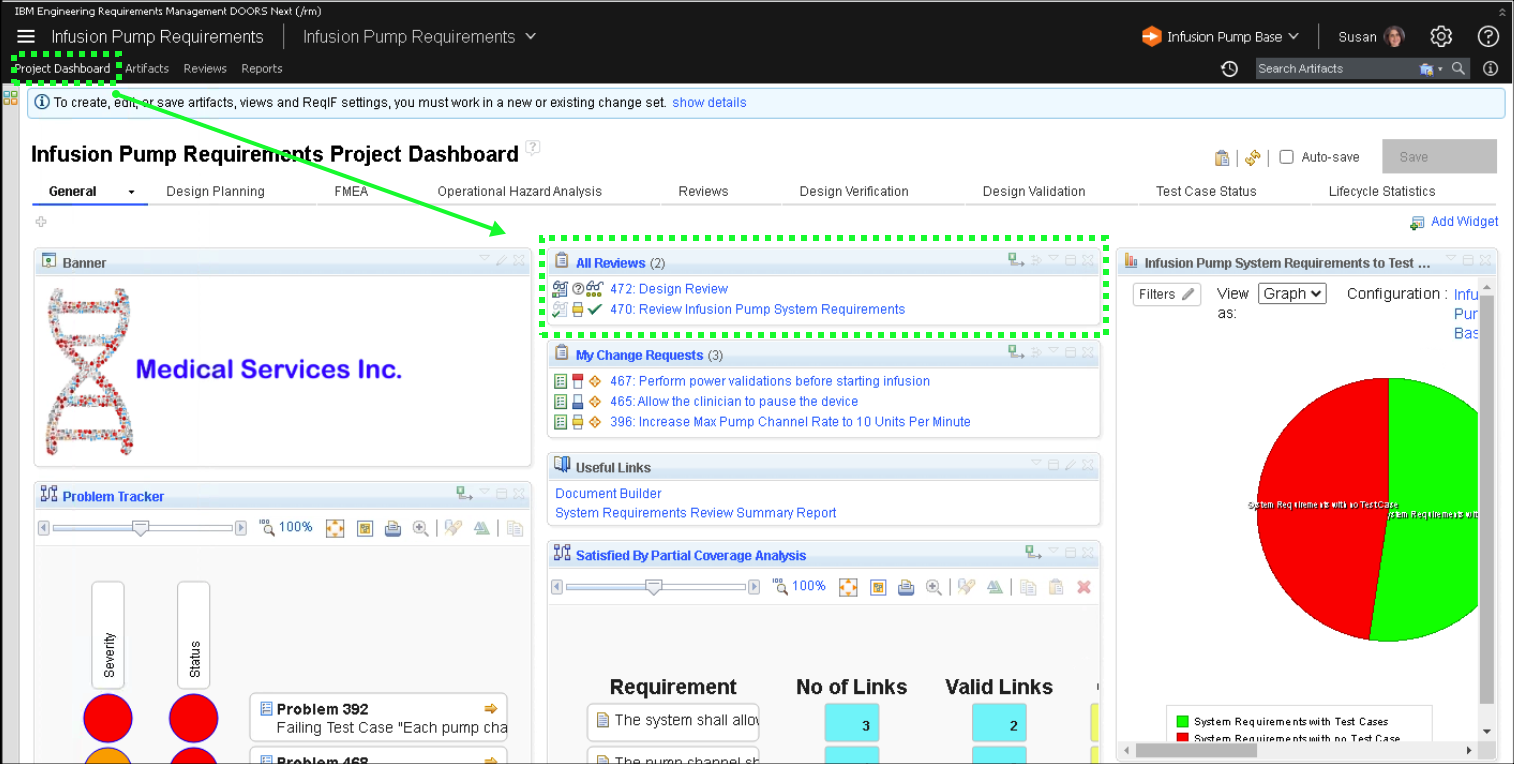 IBM Engineering Requirements Management DOORS Next (/rm)
Infusion Pump Requirements
Infusion Pump Requirements
Infusion Pump Base
Susan
Project Dashboard
Artifacts
Reviews
Reports
Search Artifacts
To create, edit, or save artifacts, views and ReqIF settings, you must work in a new or existing change set. show details
Infusion Pump Requirements Project Dashboard
Auto-save
Save
General
Design Planning
FMEA
Operational Hazard Analysis
Reviews
Design Verification
Design Validation
Test Case Status
Lifecycle Statistics
Add Widget
Banner
Medical Services Inc.
Problem Tracker
100%
Severity
Status
Problem 392
Failing Test Case "Each pump cha
Problem 468
All Reviews (2)
472: Design Review
470: Review Infusion Pump System Requirements
My Change Requests (3)
467: Perform power validations before starting infusion
465: Allow the clinician to pause the device
396: Increase Max Pump Channel Rate to 10 Units Per Minute
Useful Links
Document Builder
System Requirements Review Summary Report
Satisfied By Partial Coverage Analysis
100%
Requirement
No of Links
Valid Links
The system shall allow
3
2
The pump channel sh
Infusion Pump System Requirements to Test ...
Filters
View as:
Graph
Configuration :
Infu
Pur
Bas
System Requirements with no TestCase
ystem Requirements with
System Requirements with Test Cases
System Requirements with no Test Case